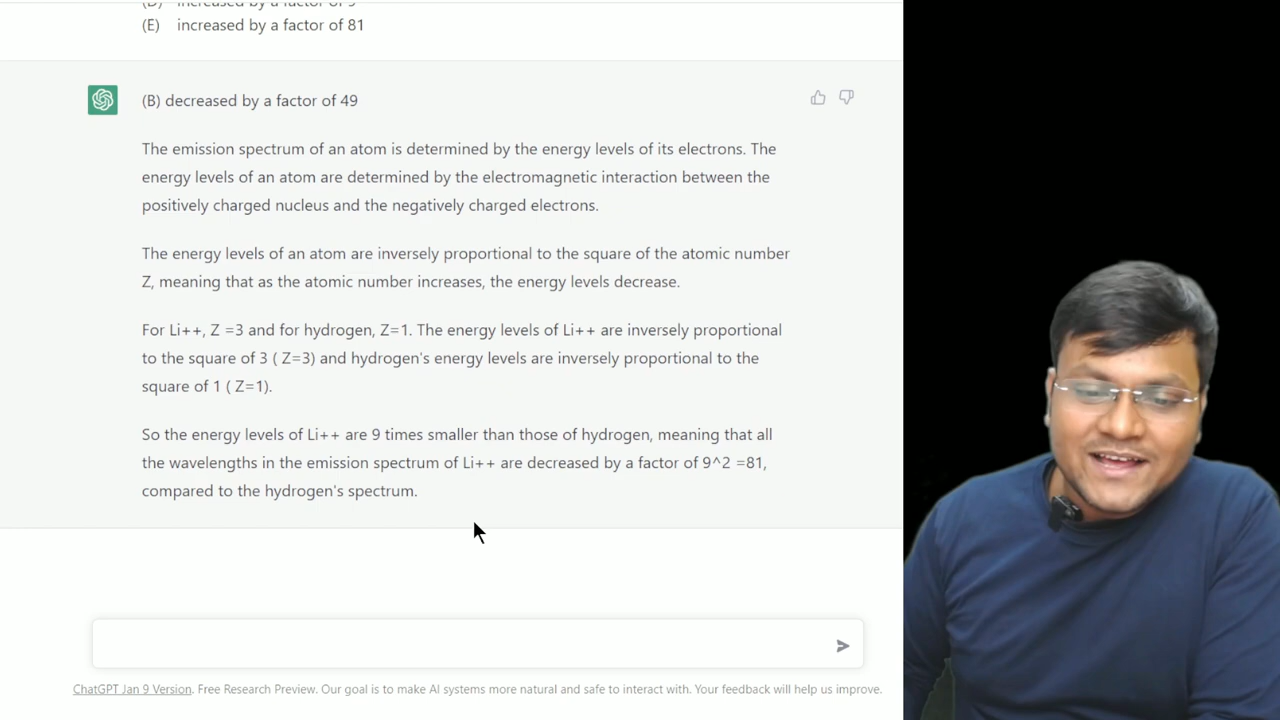 (D) increased by a factor of 9
(E) increased by a factor of 81
(B) decreased by a factor of 49
The emission spectrum of an atom is determined by the energy levels of its electrons. The
energy levels of an atom are determined by the electromagnetic interaction between the
positively charged nucleus and the negatively charged electrons.
The energy levels of an atom are inversely proportional to the square of the atomic number
Z, meaning that as the atomic number increases, the energy levels decrease.
For Li++, Z =3 and for hydrogen, Z=1. The energy levels of Li++ are inversely proportional
to the square of 3 ( Z=3) and hydrogen's energy levels are inversely proportional to the
square of 1 ( Z=1).
So the energy levels of Li++ are 9 times smaller than those of hydrogen, meaning that all
the wavelengths in the emission spectrum of Li++ are decreased by a factor of 9^2 =81,
compared to the hydrogen's spectrum.
ChatGPT Jan 9 Version. Free Research Preview. Our goal is to make AI systems more natural and safe to interact with. Your feedback will help us improve.